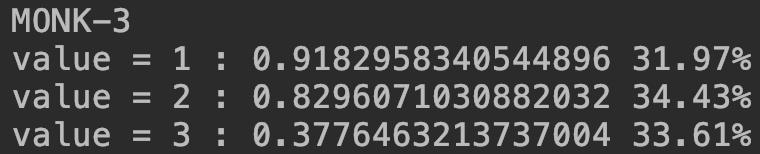 MONK-3
value = 1 : 0.9182958340544896 31.97%
value = 2 : 0.8296071030882032 34.43%
value = 3 : 0.3776463213737004 33.61%